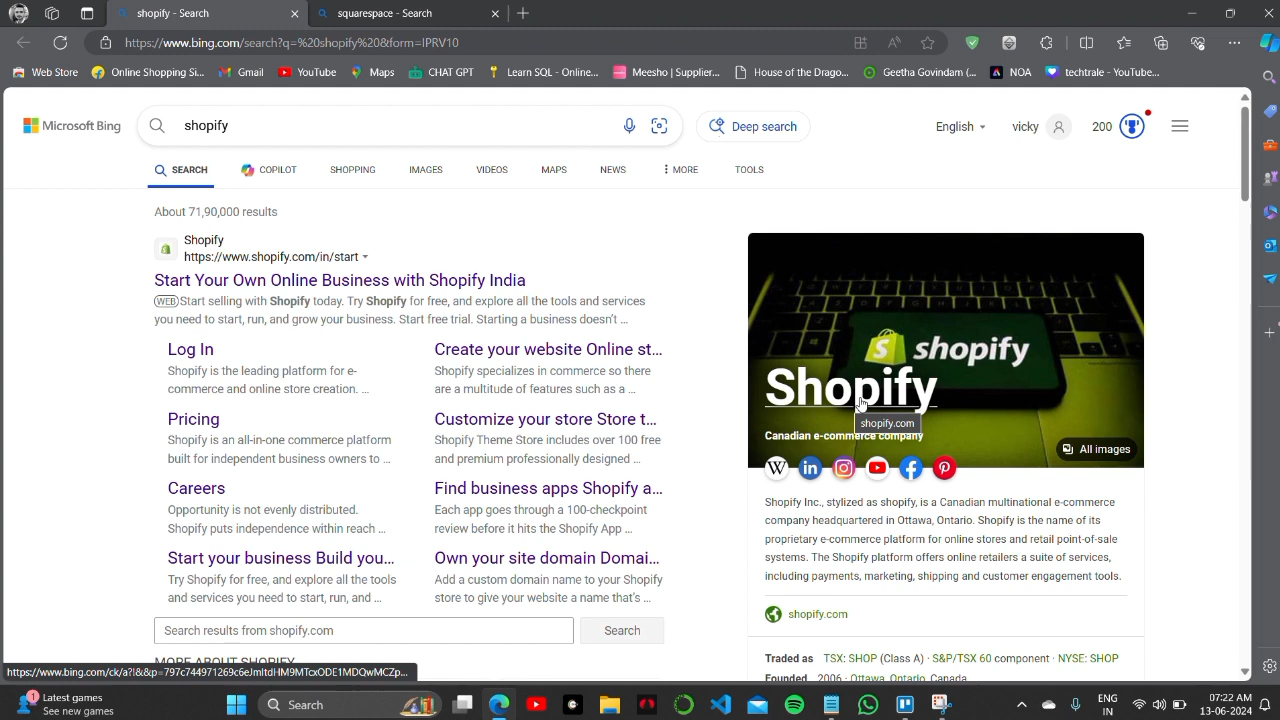 shopify - Search
squarespace - Search
https://www.bing.com/search?q=%20shopify%20&form=IPRV10
Web Store
Online Shopping Si...
Gmail
YouTube
Maps
CHAT GPT
Learn SQL - Online...
Meesho | Supplier...
House of the Drago...
Geetha Govindam (...
NOA
techtrale - YouTube...
Microsoft Bing
shopify
Deep search
English
vicky
200
SEARCH
COPILOT
SHOPPING
IMAGES
VIDEOS
MAPS
NEWS
MORE
TOOLS
About 71,90,000 results
Shopify
https://www.shopify.com/in/start
Start Your Own Online Business with Shopify India
WEB Start selling with Shopify today. Try Shopify for free, and explore all the tools and services
you need to start, run, and grow your business. Start free trial. Starting a business doesn't ...
Log In
Shopify is the leading platform for e-
commerce and online store creation. ...
Create your website Online st...
Shopify specializes in commerce so there
are a multitude of features such as a ...
Pricing
Shopify is an all-in-one commerce platform
built for independent business owners to ...
Customize your store Store t...
Shopify Theme Store includes over 100 free
and premium professionally designed ...
Careers
Opportunity is not evenly distributed.
Shopify puts independence within reach ...
Find business apps Shopify a...
Each app goes through a 100-checkpoint
review before it hits the Shopify App ...
Start your business Build you...
Try Shopify for free, and explore all the tools
and services you need to start, run, and ...
Own your site domain Domai...
Add a custom domain name to your Shopify
store to give your website a name that's ...
Search results from shopify.com
Search
MORE ABOUT SHOPIFY
shopify
Shopify
shopify.com
Canadian e-commerce company
All images
Shopify Inc., stylized as shopify, is a Canadian multinational e-commerce
company headquartered in Ottawa, Ontario. Shopify is the name of its
proprietary e-commerce platform for online stores and retail point-of-sale
systems. The Shopify platform offers online retailers a suite of services,
including payments, marketing, shipping and customer engagement tools.
shopify.com
Traded as TSX: SHOP (Class A) · S&P/TSX 60 component · NYSE: SHOP
Founded 2006 · Ottawa, Ontario, Canada
https://www.bing.com/ck/a?!&&p=797c744971269c6eJmltdHM9MTcxODE1MDQwMCZp...
Latest games
See new games
1
Search
ENG
IN
07:22 AM
13-06-2024